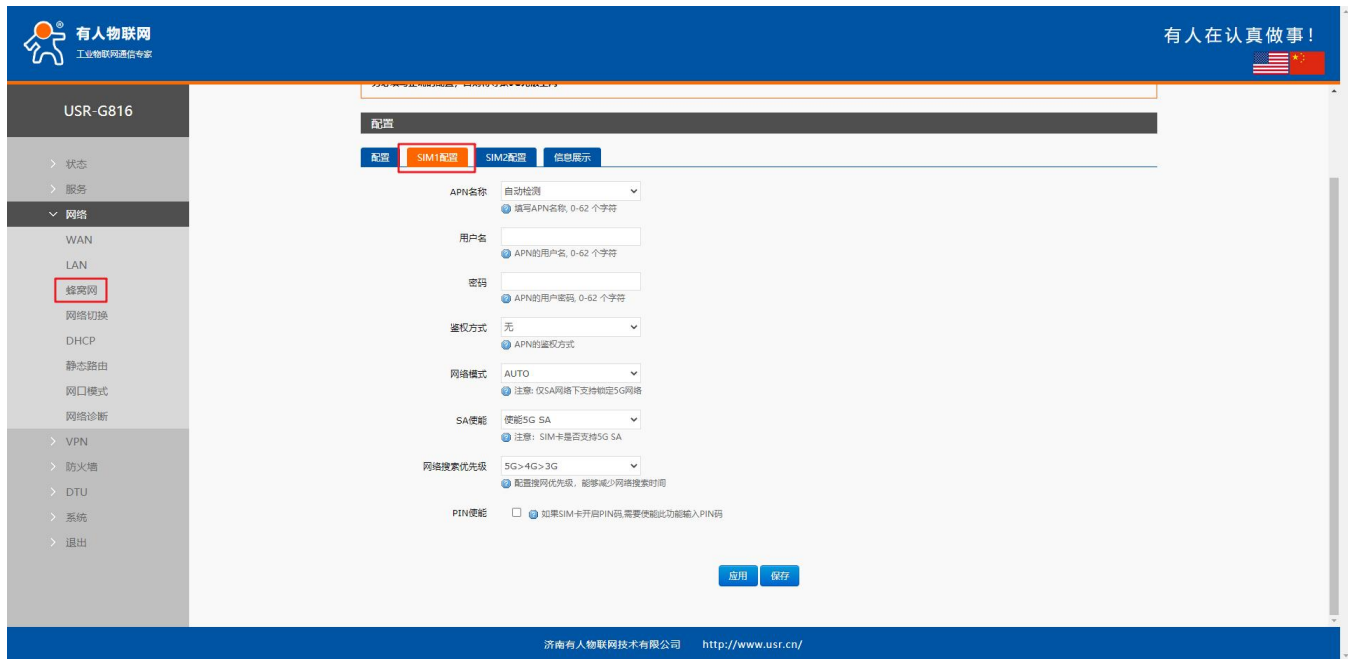 有人物联网
®
工业物联网通信专家
有人在认真做事！
USR-G816
状态
服务
网络
WAN
LAN
蜂窝网
网络切换
DHCP
静态路由
网口模式
网络诊断
VPN
防火墙
DTU
系统
退出
配置
配置 SIM1配置 SIM2配置 信息展示
APN名称 自动检测
填写APN名称, 0-62 个字符
用户名
APN的用户名, 0-62 个字符
密码
APN的用户密码, 0-62 个字符
鉴权方式 无
APN的鉴权方式
网络模式 AUTO
注意: 仅SA网络下支持锁定5G网络
SA使能 使能5G SA
注意：SIM卡是否支持5G SA
网络搜索优先级 5G>4G>3G
配置搜网优先级，能够减少网络搜索时间
PIN使能 如果SIM卡开启PIN码,需要使能此功能输入PIN码
应用 保存
济南有人物联网技术有限公司 http://www.usr.cn/